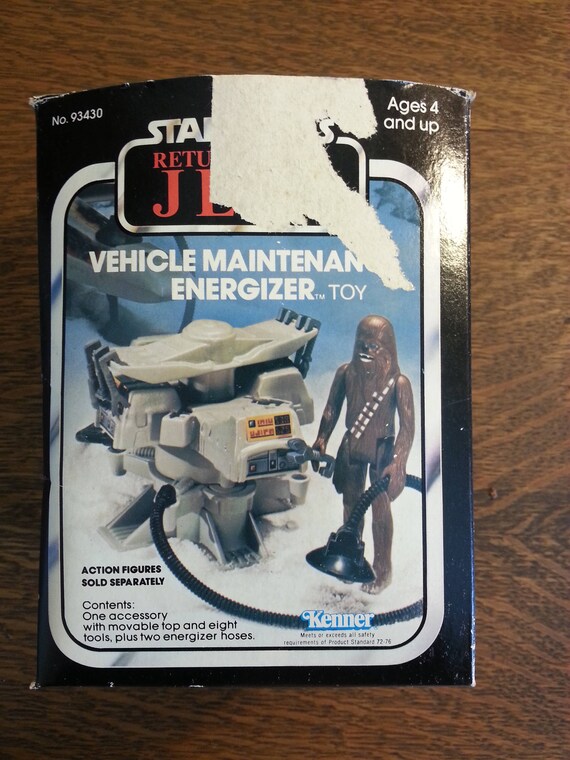 No. 93430
Ages 4
and up
STA S
RETU
J
VEHICLE MAINTENAN
ENERGIZER™ TOY
ACTION FIGURES
SOLD SEPARATELY
Contents:
One accessory
with movable top and eight
tools, plus two energizer hoses.
Kenner
Meets or exceeds all safety
requirements of Product Standard 72-76